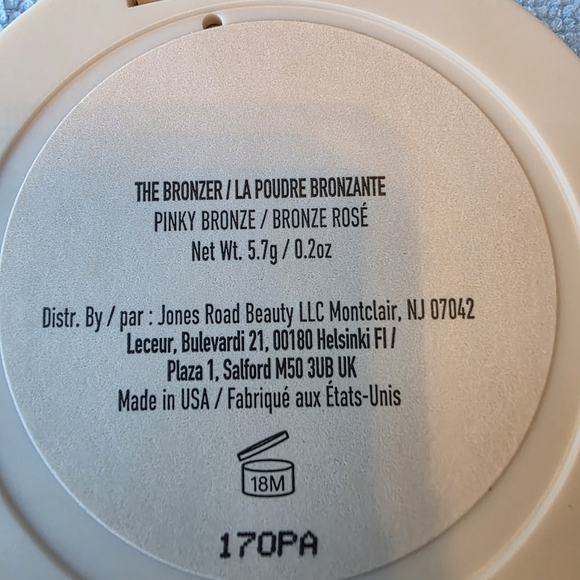 THE BRONZER / LA POUDRE BRONZANTE
PINKY BRONZE / BRONZE ROSÉ
Net Wt. 5.7g / 0.2oz
Distr. By / par : Jones Road Beauty LLC Montclair, NJ 07042
Leceur, Bulevardi 21, 00180 Helsinki FI /
Plaza 1, Salford M50 3UB UK
Made in USA / Fabriqué aux États-Unis
18M
170PA